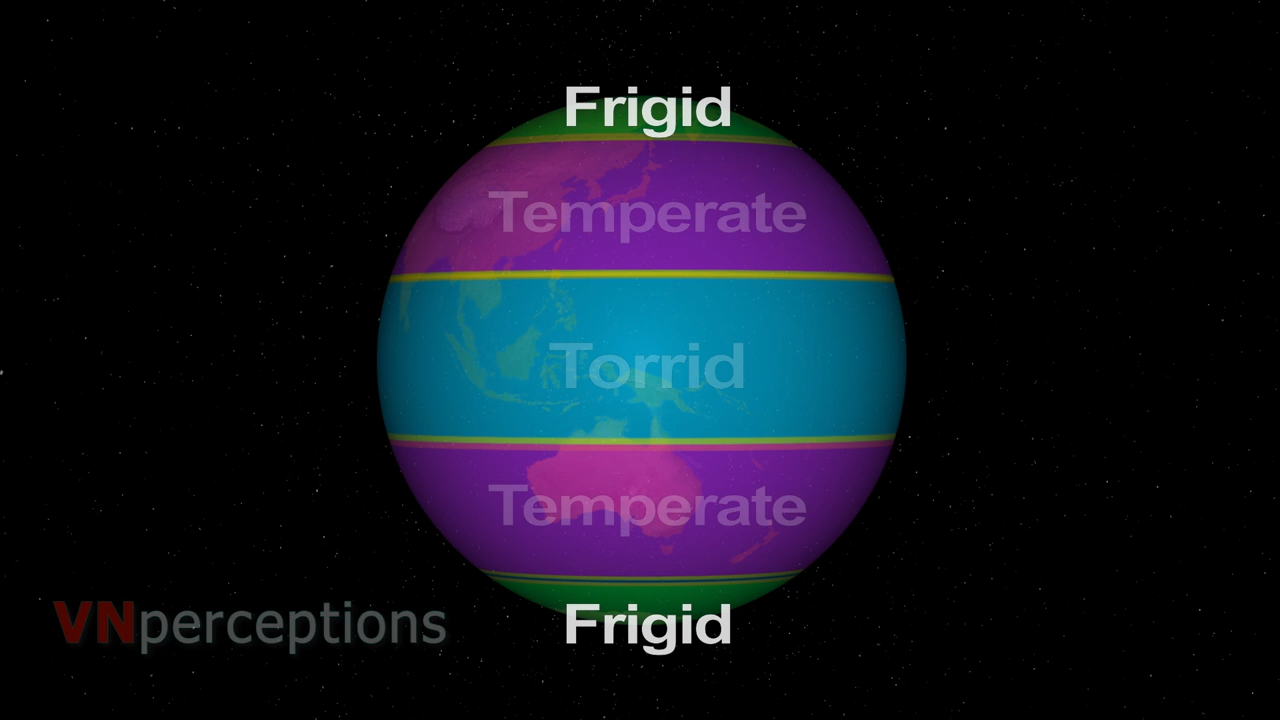 Frigid
Temperate
Torrid
Temperate
Frigid
VNperceptions